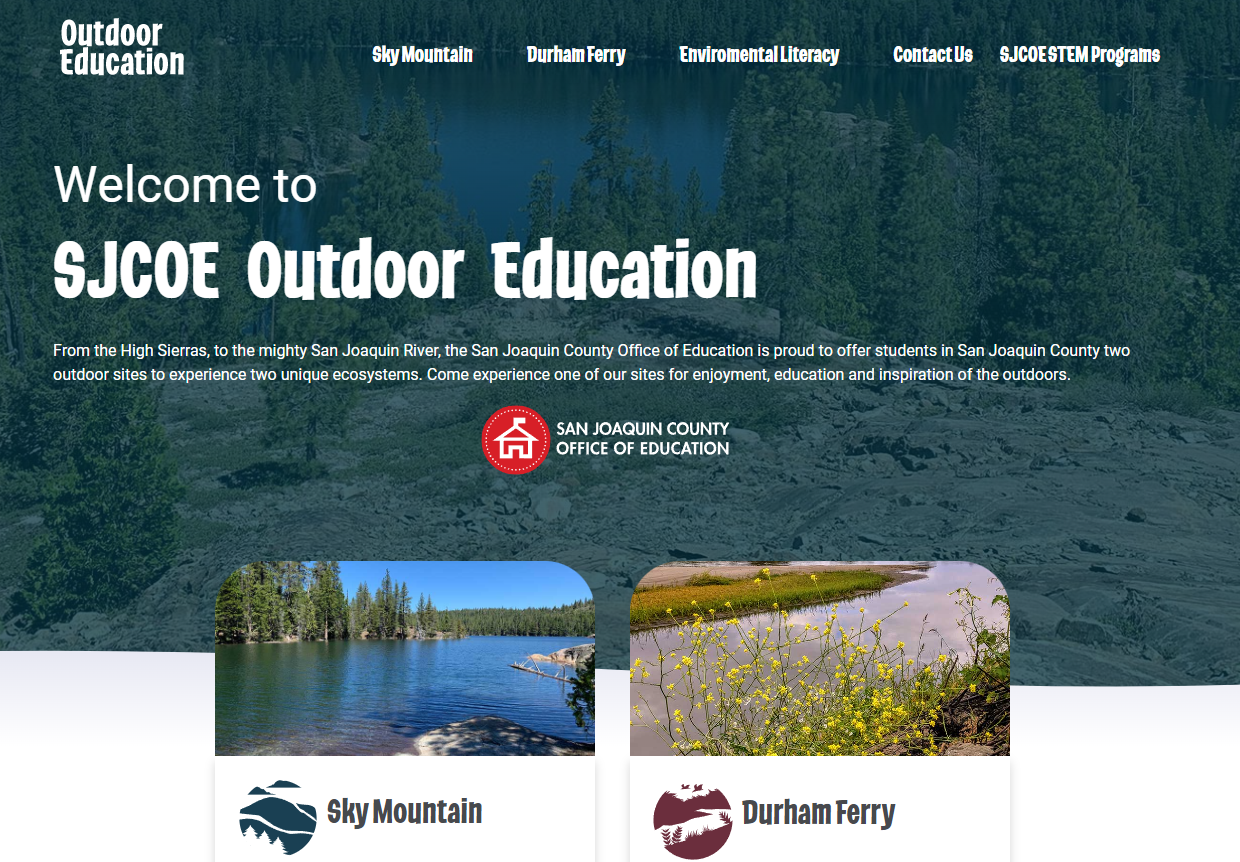 Outdoor
Education
Sky Mountain
Durham Ferry
Enviromental Literacy
Contact Us
SJCOE STEM Programs
Welcome to
SJCOE Outdoor Education
From the High Sierras, to the mighty San Joaquin River, the San Joaquin County Office of Education is proud to offer students in San Joaquin County two
outdoor sites to experience two unique ecosystems. Come experience one of our sites for enjoyment, education and inspiration of the outdoors.
SAN JOAQUIN COUNTY
OFFICE OF EDUCATION
Sky Mountain
Durham Ferry